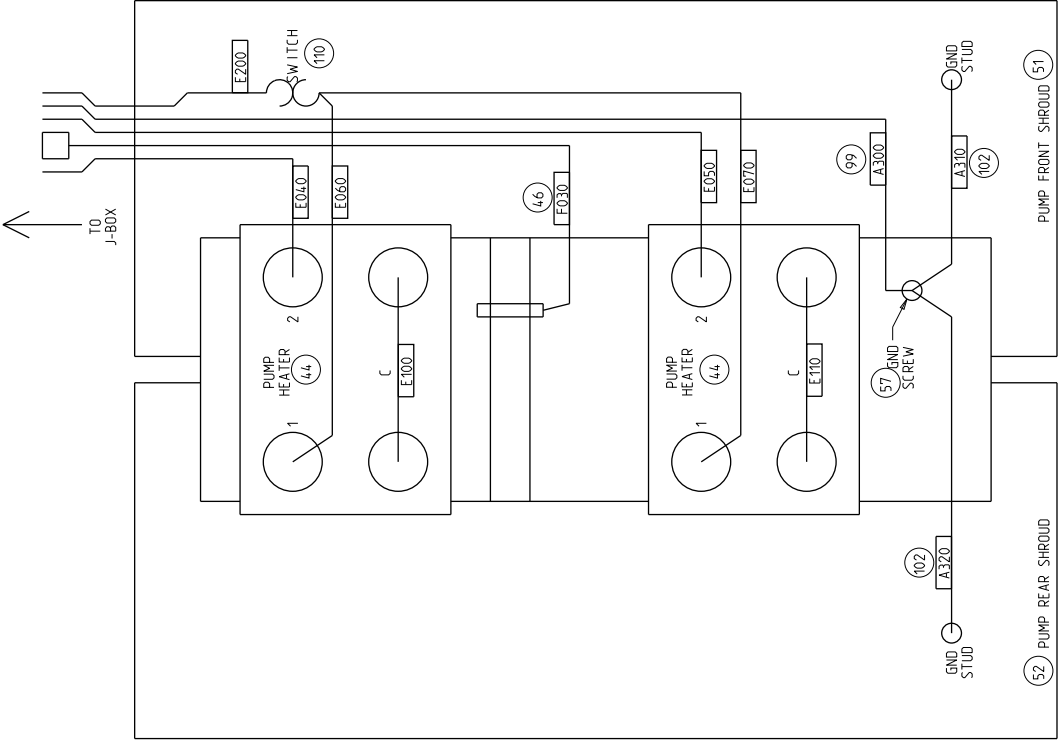 TO
J-BOX
E200
SWITCH
110
E040
E060
46
F030
E050
E070
99
A300
A310
102
GND
STUD
PUMP FRONT SHROUD
51
2
PUMP
HEATER
44
1
C
E100
2
PUMP
HEATER
44
1
C
E110
57
GND
SCREW
102
A320
GND
STUD
52
PUMP REAR SHROUD